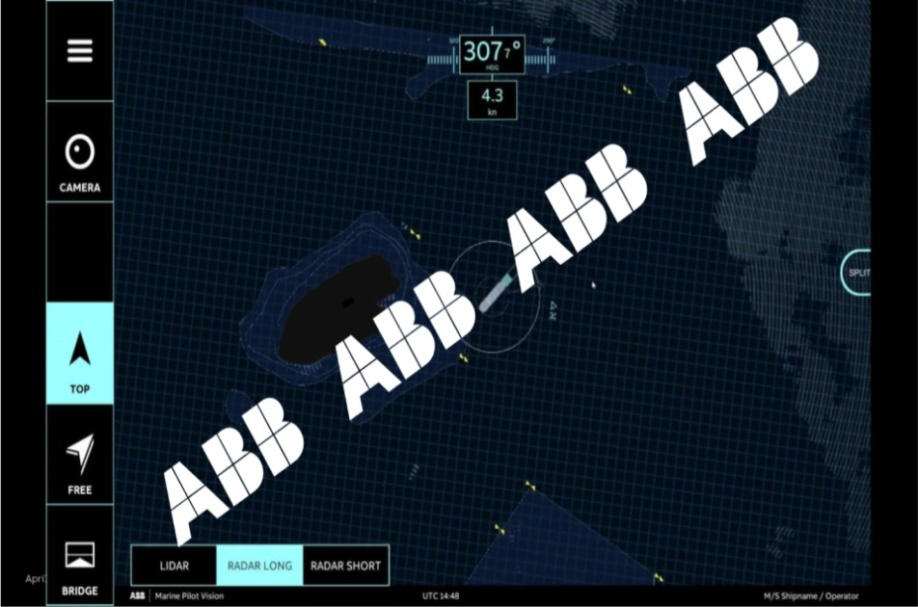 307 7°
HDG
4.3
kn
CAMERA
TOP
FREE
BRIDGE
SPLIT
ABB
ABB
ABB
ABB
LIDAR RADAR LONG RADAR SHORT
ABB Marine Pilot Vision UTC 14:48 M/S Shipname / Operator